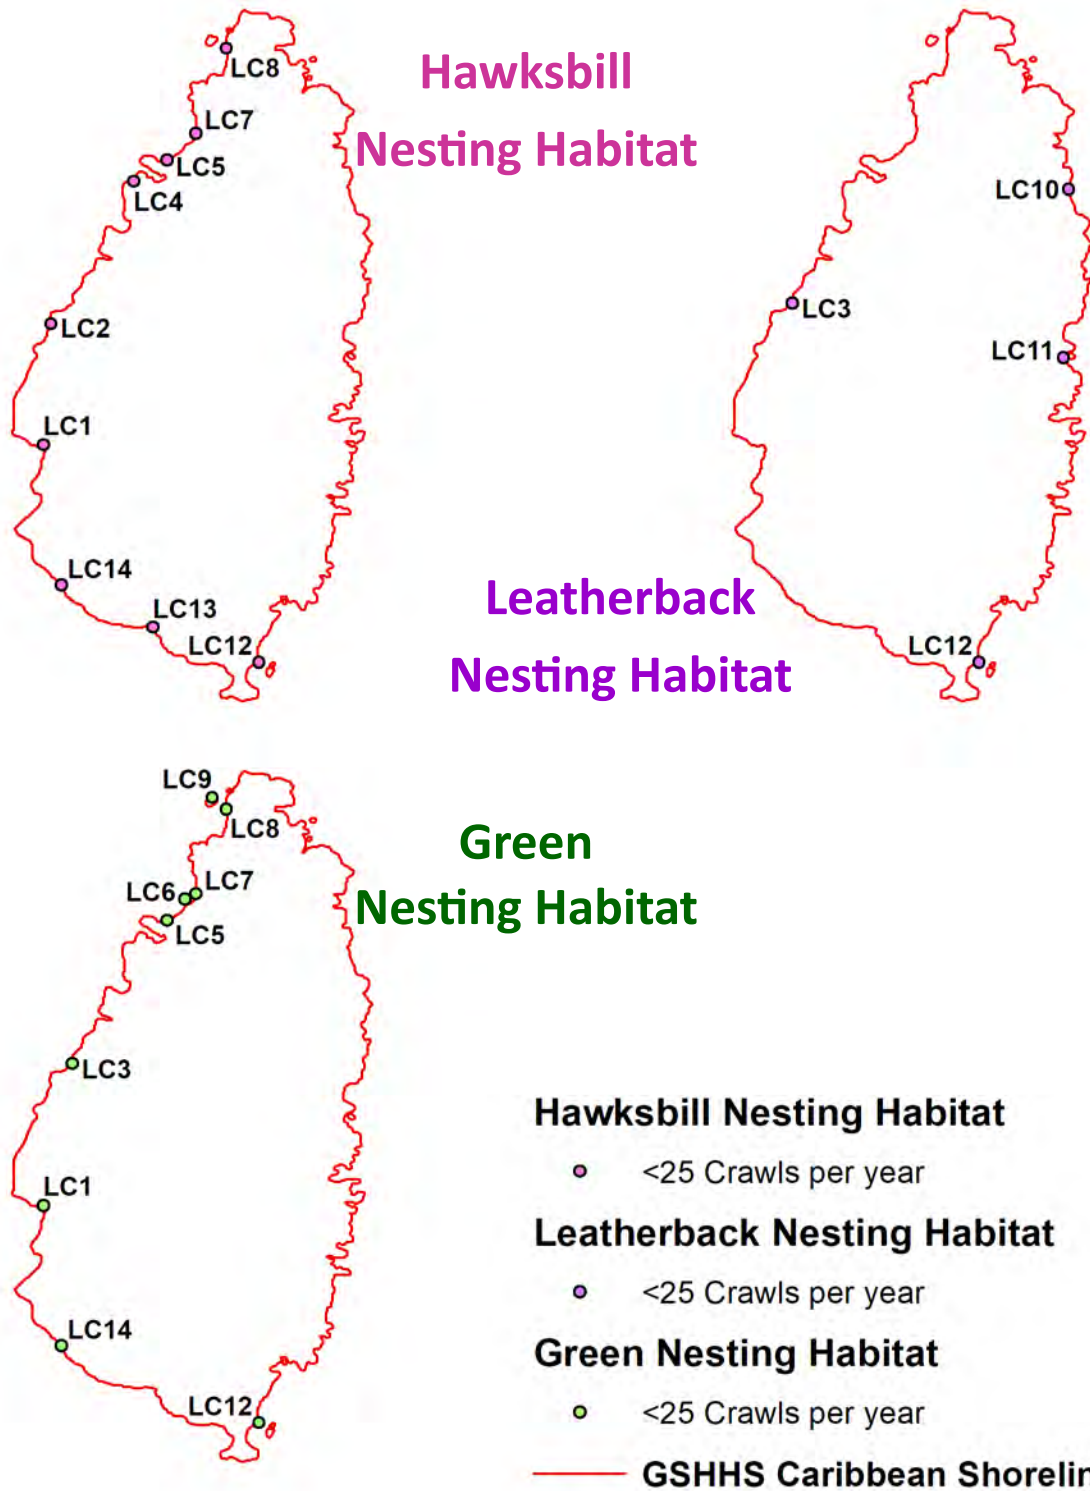 LC8
Hawksbill
Nesting Habitat
LC7
LC5
LC4
LC2
LC1
LC14
LC13
LC12
LC10
LC3
LC11
LC12
Leatherback
Nesting Habitat
LC9
LC8
Green
Nesting Habitat
LC7
LC6
LC5
LC3
LC1
LC14
LC12
Hawksbill Nesting Habitat
<25 Crawls per year
Leatherback Nesting Habitat
<25 Crawls per year
Green Nesting Habitat
<25 Crawls per year
GSHHS Caribbean Shorelin